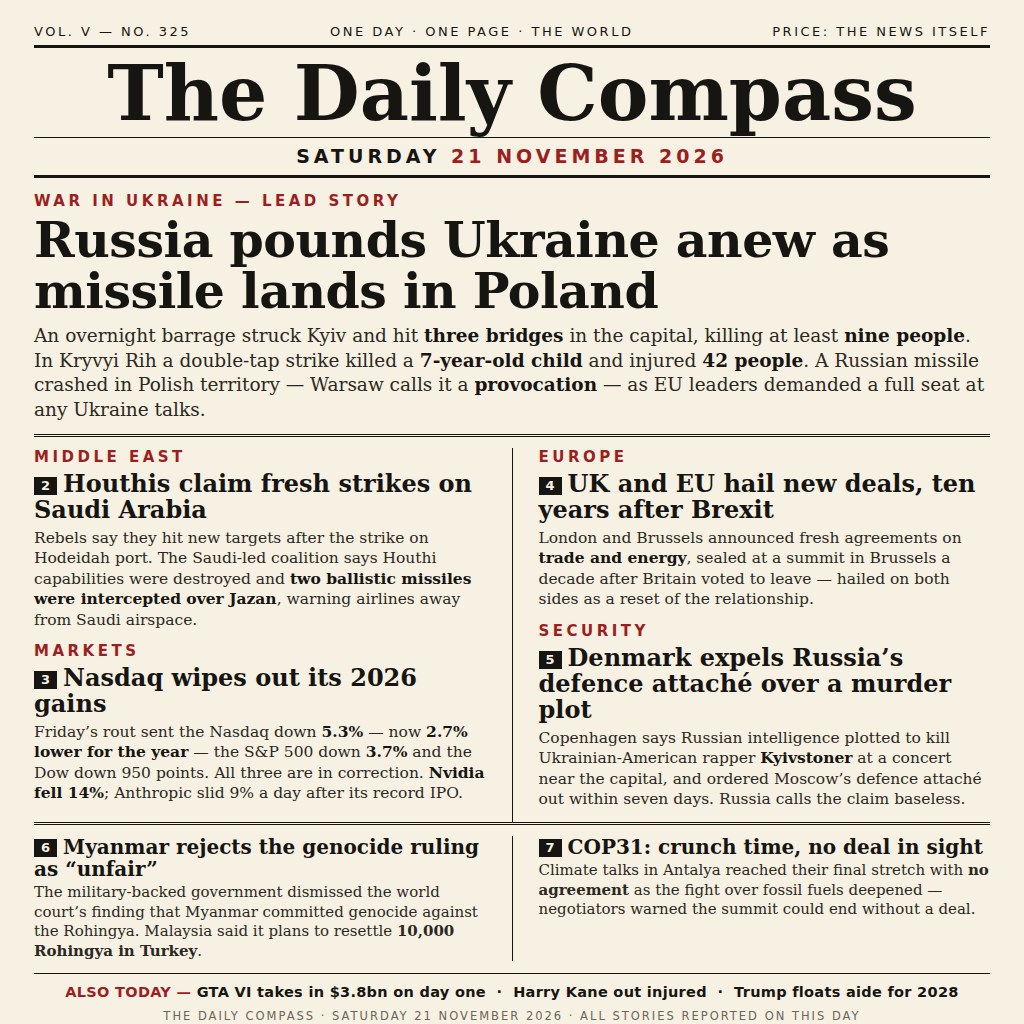 VOL. V — NO. 325
ONE DAY · ONE PAGE · THE WORLD
PRICE: THE NEWS ITSELF
The Daily Compass
SATURDAY 21 NOVEMBER 2026
WAR IN UKRAINE — LEAD STORY
Russia pounds Ukraine anew as
missile lands in Poland
An overnight barrage struck Kyiv and hit three bridges in the capital, killing at least nine people.
In Kryvyi Rih a double-tap strike killed a 7-year-old child and injured 42 people. A Russian missile
crashed in Polish territory — Warsaw calls it a provocation — as EU leaders demanded a full seat at
any Ukraine talks.
MIDDLE EAST
2 Houthis claim fresh strikes on
Saudi Arabia
Rebels say they hit new targets after the strike on
Hodeidah port. The Saudi-led coalition says Houthi
capabilities were destroyed and two ballistic missiles
were intercepted over Jazan, warning airlines away
from Saudi airspace.
MARKETS
3 Nasdaq wipes out its 2026
gains
Friday’s rout sent the Nasdaq down 5.3% — now 2.7%
lower for the year — the S&P 500 down 3.7% and the
Dow down 950 points. All three are in correction. Nvidia
fell 14%; Anthropic slid 9% a day after its record IPO.
EUROPE
4 UK and EU hail new deals, ten
years after Brexit
London and Brussels announced fresh agreements on
trade and energy, sealed at a summit in Brussels a
decade after Britain voted to leave — hailed on both
sides as a reset of the relationship.
SECURITY
5 Denmark expels Russia’s
defence attaché over a murder
plot
Copenhagen says Russian intelligence plotted to kill
Ukrainian-American rapper Kyivstoner at a concert
near the capital, and ordered Moscow’s defence attaché
out within seven days. Russia calls the claim baseless.
6 Myanmar rejects the genocide ruling
as “unfair”
The military-backed government dismissed the world
court’s finding that Myanmar committed genocide against
the Rohingya. Malaysia said it plans to resettle 10,000
Rohingya in Turkey.
7 COP31: crunch time, no deal in sight
Climate talks in Antalya reached their final stretch with no
agreement as the fight over fossil fuels deepened —
negotiators warned the summit could end without a deal.
ALSO TODAY — GTA VI takes in $3.8bn on day one · Harry Kane out injured · Trump floats aide for 2028
THE DAILY COMPASS · SATURDAY 21 NOVEMBER 2026 · ALL STORIES REPORTED ON THIS DAY